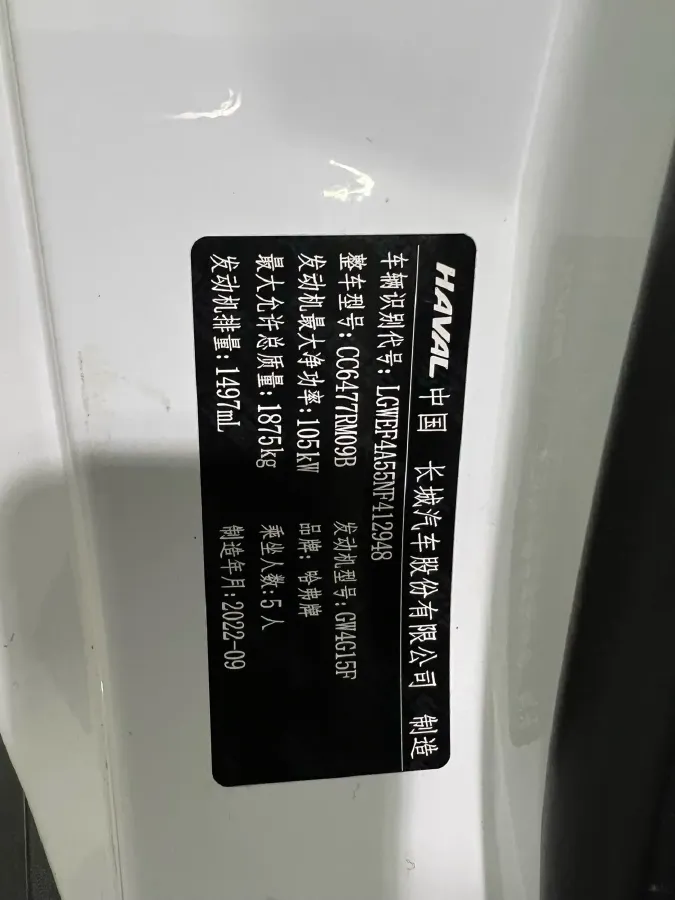 HAVAL 中国 长城汽车股份有限公司 制造
车辆识别代号: LGWEF4A55NF412948
整车型号: CC6477RM09B 发动机型号: GW4G15F
发动机最大净功率: 105kW 品牌: 哈弗牌
最大允许总质量: 1875kg 乘坐人数: 5人
发动机排量: 1497mL 制造年月: 2022-09